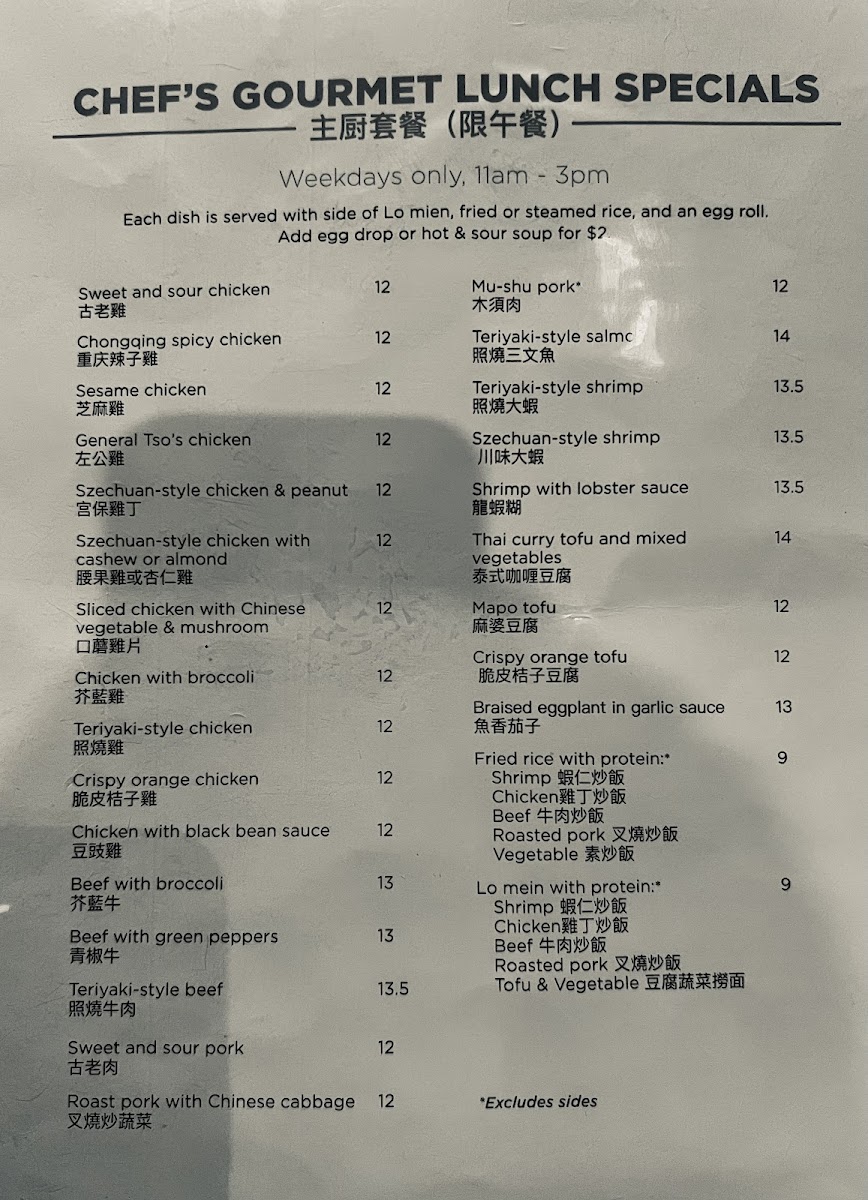 CHEF'S GOURMET LUNCH SPECIALS
主厨套餐（限午餐）
Weekdays only, 11am - 3pm
Each dish is served with side of Lo mien, fried or steamed rice, and an egg roll.
Add egg drop or hot & sour soup for $2.
Sweet and sour chicken 12
古老雞
Chongqing spicy chicken 12
重庆辣子雞
Sesame chicken 12
芝麻雞
General Tso's chicken 12
左公雞
Szechuan-style chicken & peanut 12
宫保雞丁
Szechuan-style chicken with 12
cashew or almond
腰果雞或杏仁雞
Sliced chicken with Chinese 12
vegetable & mushroom
口蘑雞片
Chicken with broccoli 12
芥藍雞
Teriyaki-style chicken 12
照燒雞
Crispy orange chicken 12
脆皮桔子雞
Chicken with black bean sauce 12
豆豉雞
Beef with broccoli 13
芥藍牛
Beef with green peppers 13
青椒牛
Teriyaki-style beef 13.5
照燒牛肉
Sweet and sour pork 12
古老肉
Roast pork with Chinese cabbage 12
叉燒炒蔬菜
Mu-shu pork* 12
木須肉
Teriyaki-style salmo 14
照燒三文魚
Teriyaki-style shrimp 13.5
照燒大蝦
Szechuan-style shrimp 13.5
川味大蝦
Shrimp with lobster sauce 13.5
龍蝦糊
Thai curry tofu and mixed 14
vegetables
泰式咖喱豆腐
Mapo tofu 12
麻婆豆腐
Crispy orange tofu 12
脆皮桔子豆腐
Braised eggplant in garlic sauce 13
魚香茄子
Fried rice with protein:* 9
Shrimp 蝦仁炒飯
Chicken雞丁炒飯
Beef 牛肉炒飯
Roasted pork 叉燒炒飯
Vegetable 素炒飯
Lo mein with protein:* 9
Shrimp 蝦仁炒飯
Chicken雞丁炒飯
Beef 牛肉炒飯
Roasted pork 叉燒炒飯
Tofu & Vegetable 豆腐蔬菜撈面
*Excludes sides